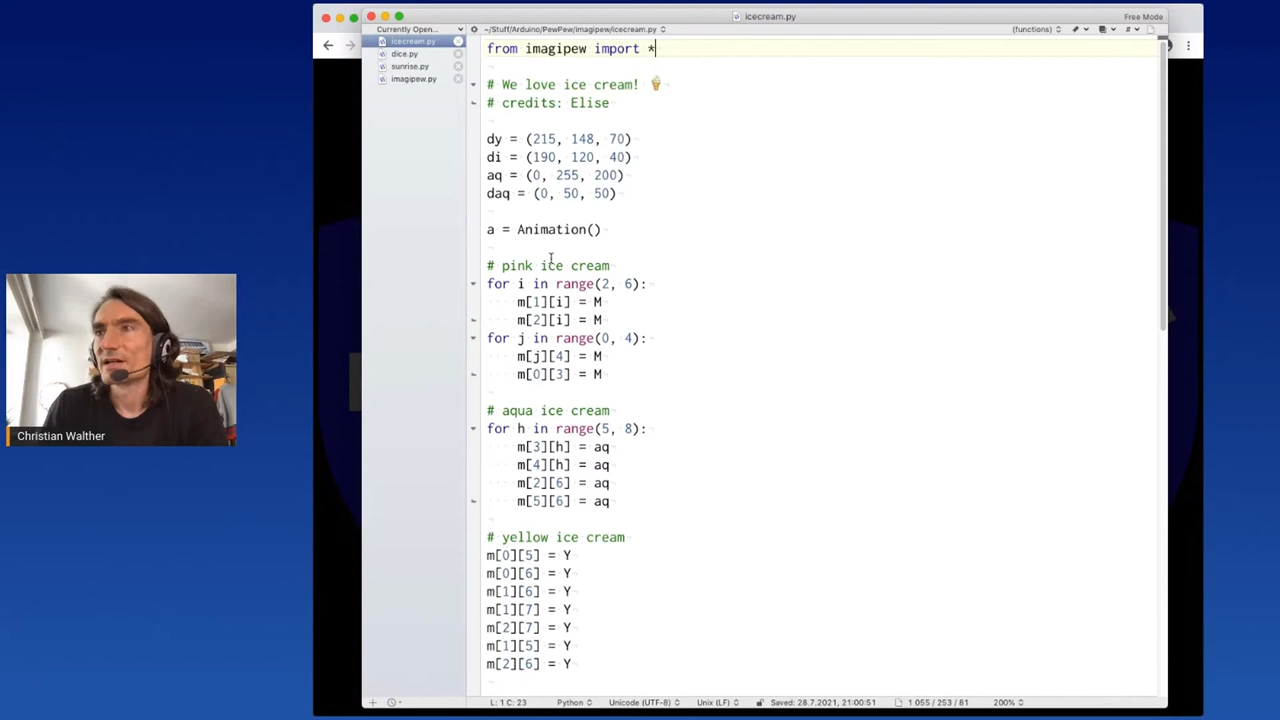 icecream.py
Free Mode
Currently Open...
~/Stuff/Arduino/PewPew/imagipew/icecream.py
(functions)
icecream.py
dice.py
sunrise.py
imagipew.py
from imagipew import *
# We love ice cream! 🍦
# credits: Elise
dy = (215, 148, 70)
di = (190, 120, 40)
aq = (0, 255, 200)
daq = (0, 50, 50)
a = Animation()
# pink ice cream
for i in range(2, 6):
m[1][i] = M
m[2][i] = M
for j in range(0, 4):
m[j][4] = M
m[0][3] = M
# aqua ice cream
for h in range(5, 8):
m[3][h] = aq
m[4][h] = aq
m[2][6] = aq
m[5][6] = aq
# yellow ice cream
m[0][5] = Y
m[0][6] = Y
m[1][6] = Y
m[1][7] = Y
m[2][7] = Y
m[1][5] = Y
m[2][6] = Y
Christian Walther
L: 1 C: 23
Python
Unicode (UTF-8)
Unix (LF)
Saved: 28.7.2021, 21:00:51
1 055 / 253 / 81
200%